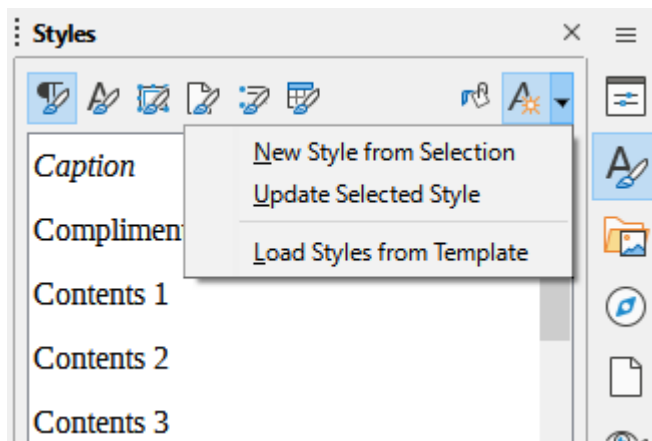 Styles
New Style from Selection
Update Selected Style
Load Styles from Template
Caption
Complimen
Contents 1
Contents 2
Contents 3